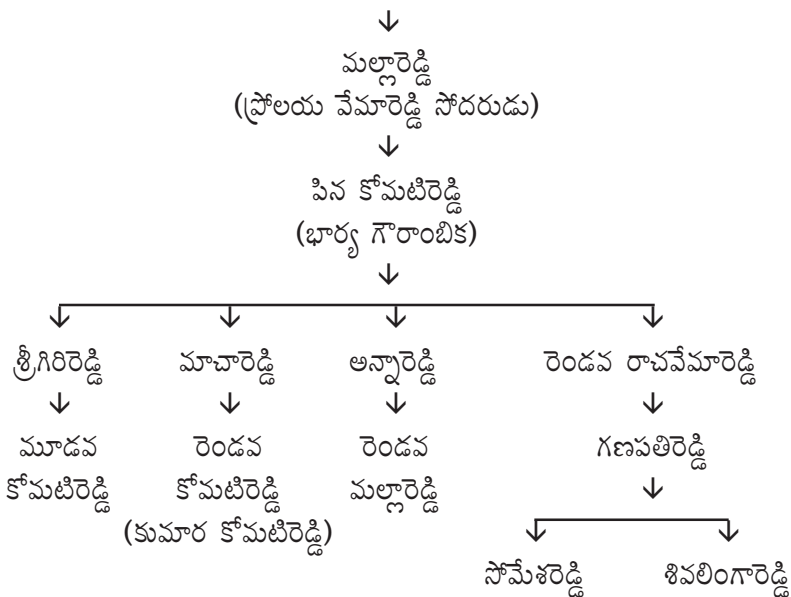 మల్లారెడ్డి
(ప్రోలయ వేమారెడ్డి సోదరుడు)
పిన కోమటిరెడ్డి
(భార్య గౌరాంబిక)
శ్రీగిరిరెడ్డి మాచారెడ్డి అన్నారెడ్డి రెండవ రాచవేమారెడ్డి
మూడవ రెండవ రెండవ గణపతిరెడ్డి
కోమటిరెడ్డి కోమటిరెడ్డి మల్లారెడ్డి
(కుమార కోమటిరెడ్డి)
సోమేశరెడ్డి శివలింగారెడ్డి